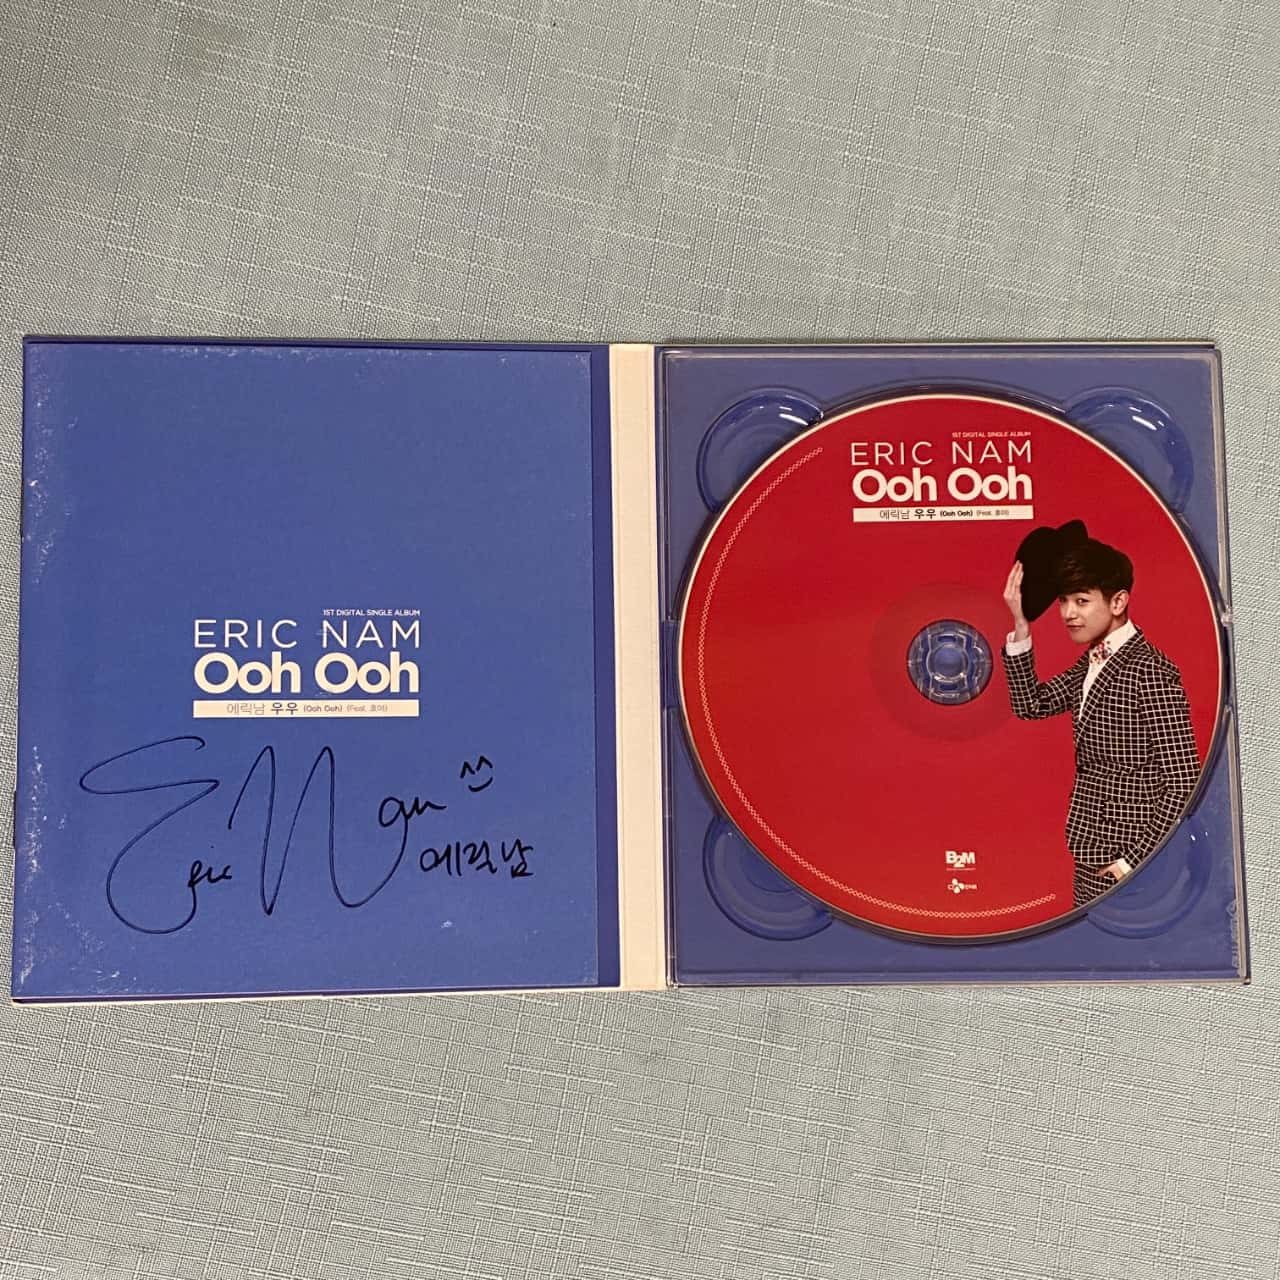 1ST DIGITAL SINGLE ALBUM
ERIC NAM
Ooh Ooh
에릭남 우우 (Ooh Ooh) (Feat. 호야)
Eric Nam ^^
에릭남
1ST DIGITAL SINGLE ALBUM
ERIC NAM
Ooh Ooh
에릭남 우우 (Ooh Ooh) (Feat. 호야)
B2M
CJ E&M